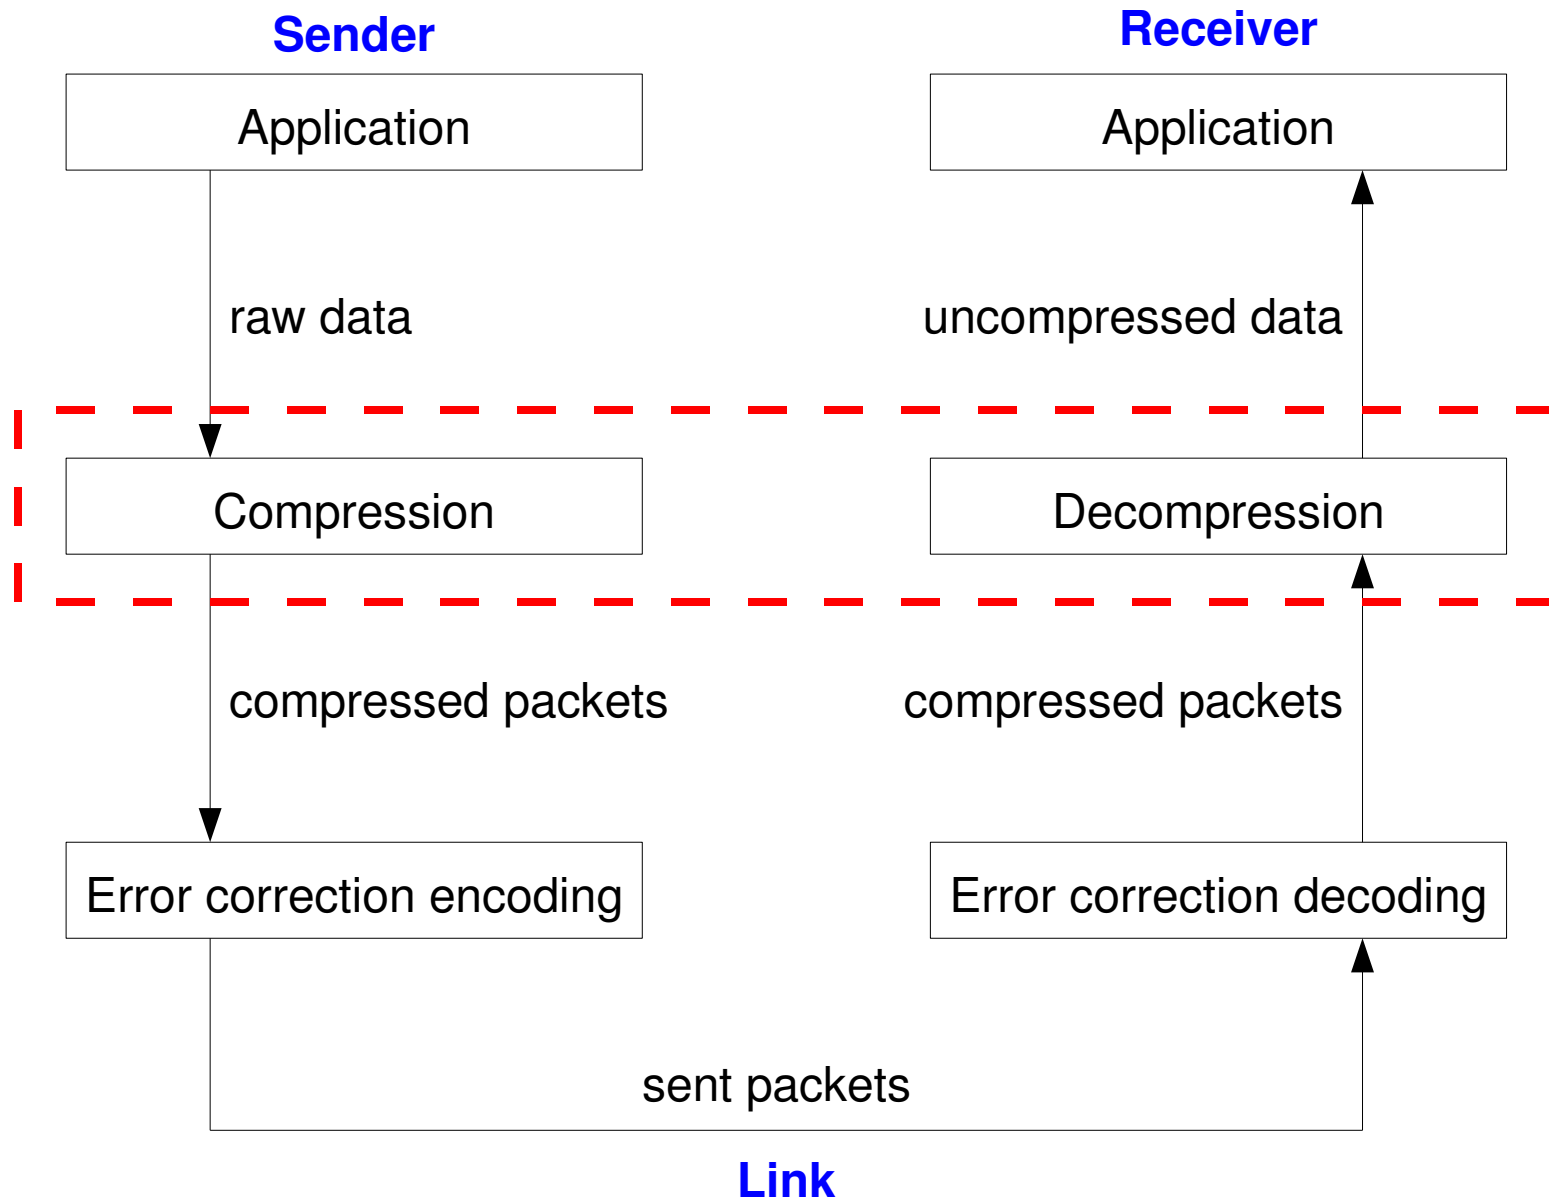 Sender
Receiver
Application
Application
raw data
uncompressed data
Compression
Decompression
compressed packets
compressed packets
Error correction encoding
Error correction decoding
sent packets
Link